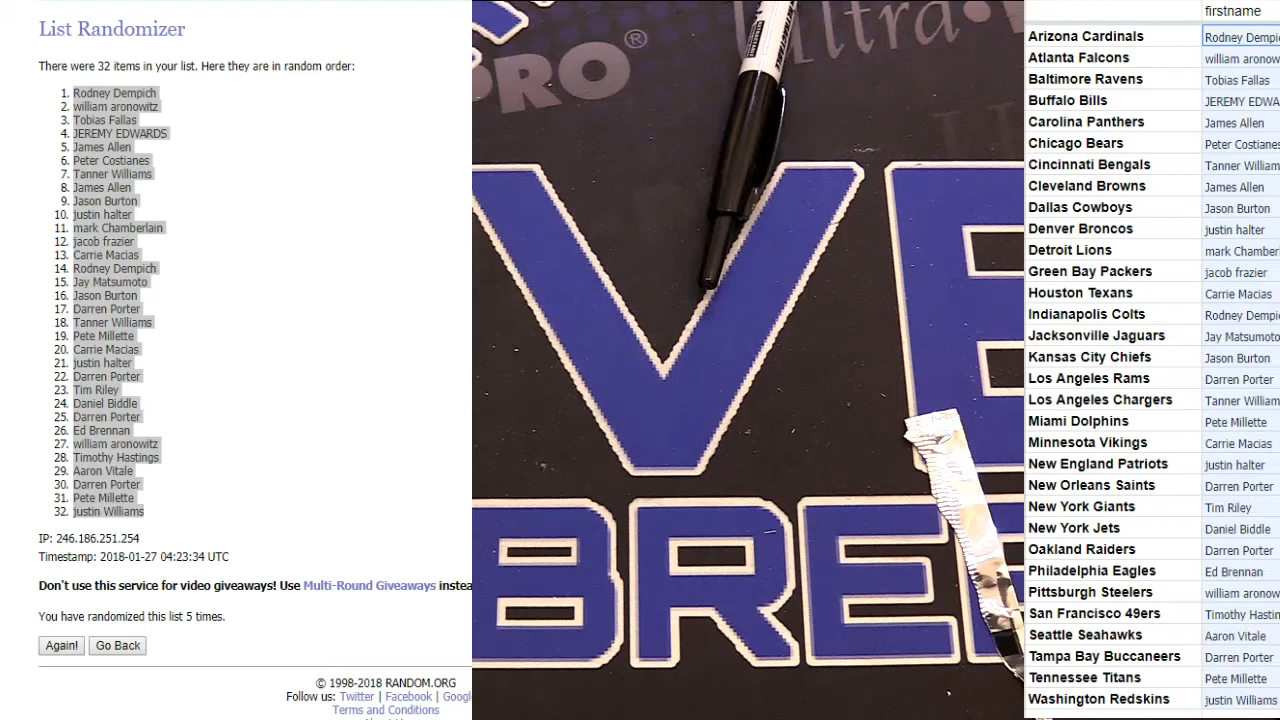 List Randomizer
There were 32 items in your list. Here they are in random order:
1. Rodney Dempich
2. william aronowitz
3. Tobias Fallas
4. JEREMY EDWARDS
5. James Allen
6. Peter Costianes
7. Tanner Williams
8. James Allen
9. Jason Burton
10. justin halter
11. mark Chamberlain
12. jacob frazier
13. Carrie Macias
14. Rodney Dempich
15. Jay Matsumoto
16. Jason Burton
17. Darren Porter
18. Tanner Williams
19. Pete Millette
20. Carrie Macias
21. justin halter
22. Darren Porter
23. Tim Riley
24. Daniel Biddle
25. Darren Porter
26. Ed Brennan
27. william aronowitz
28. Timothy Hastings
29. Aaron Vitale
30. Darren Porter
31. Pete Millette
32. justin Williams
IP: 246.186.251.254
Timestamp: 2018-01-27 04:23:34 UTC
Don't use this service for video giveaways! Use Multi-Round Giveaways instea
You have randomized this list 5 times.
Again! Go Back
© 1998-2018 RANDOM.ORG
Follow us: Twitter | Facebook | Googl
Terms and Conditions
Ultra
PRO®
V
BRE
firstname
Arizona Cardinals Rodney Dempi
Atlanta Falcons william aronow
Baltimore Ravens Tobias Fallas
Buffalo Bills JEREMY EDWA
Carolina Panthers James Allen
Chicago Bears Peter Costianes
Cincinnati Bengals Tanner William
Cleveland Browns James Allen
Dallas Cowboys Jason Burton
Denver Broncos justin halter
Detroit Lions mark Chamberl
Green Bay Packers jacob frazier
Houston Texans Carrie Macias
Indianapolis Colts Rodney Dempi
Jacksonville Jaguars Jay Matsumoto
Kansas City Chiefs Jason Burton
Los Angeles Rams Darren Porter
Los Angeles Chargers Tanner William
Miami Dolphins Pete Millette
Minnesota Vikings Carrie Macias
New England Patriots justin halter
New Orleans Saints Darren Porter
New York Giants Tim Riley
New York Jets Daniel Biddle
Oakland Raiders Darren Porter
Philadelphia Eagles Ed Brennan
Pittsburgh Steelers william aronow
San Francisco 49ers Timothy Hastin
Seattle Seahawks Aaron Vitale
Tampa Bay Buccaneers Darren Porter
Tennessee Titans Pete Millette
Washington Redskins justin Williams